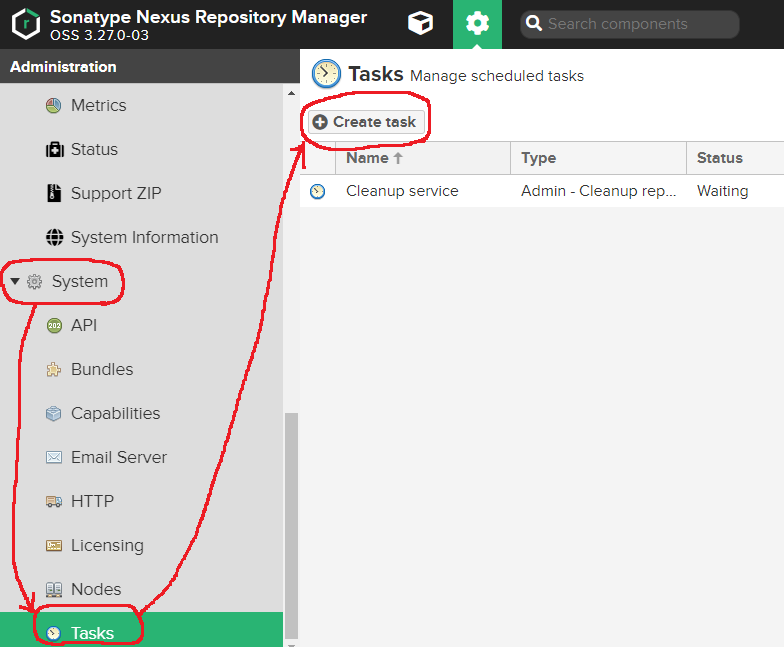 Sonatype Nexus Repository Manager
OSS 3.27.0-03
Search components
Administration
Metrics
Status
Support ZIP
System Information
System
202
API
Bundles
Capabilities
Email Server
HTTP
Licensing
Nodes
Tasks
Tasks Manage scheduled tasks
Create task
Name Type Status
Cleanup service Admin - Cleanup rep... Waiting